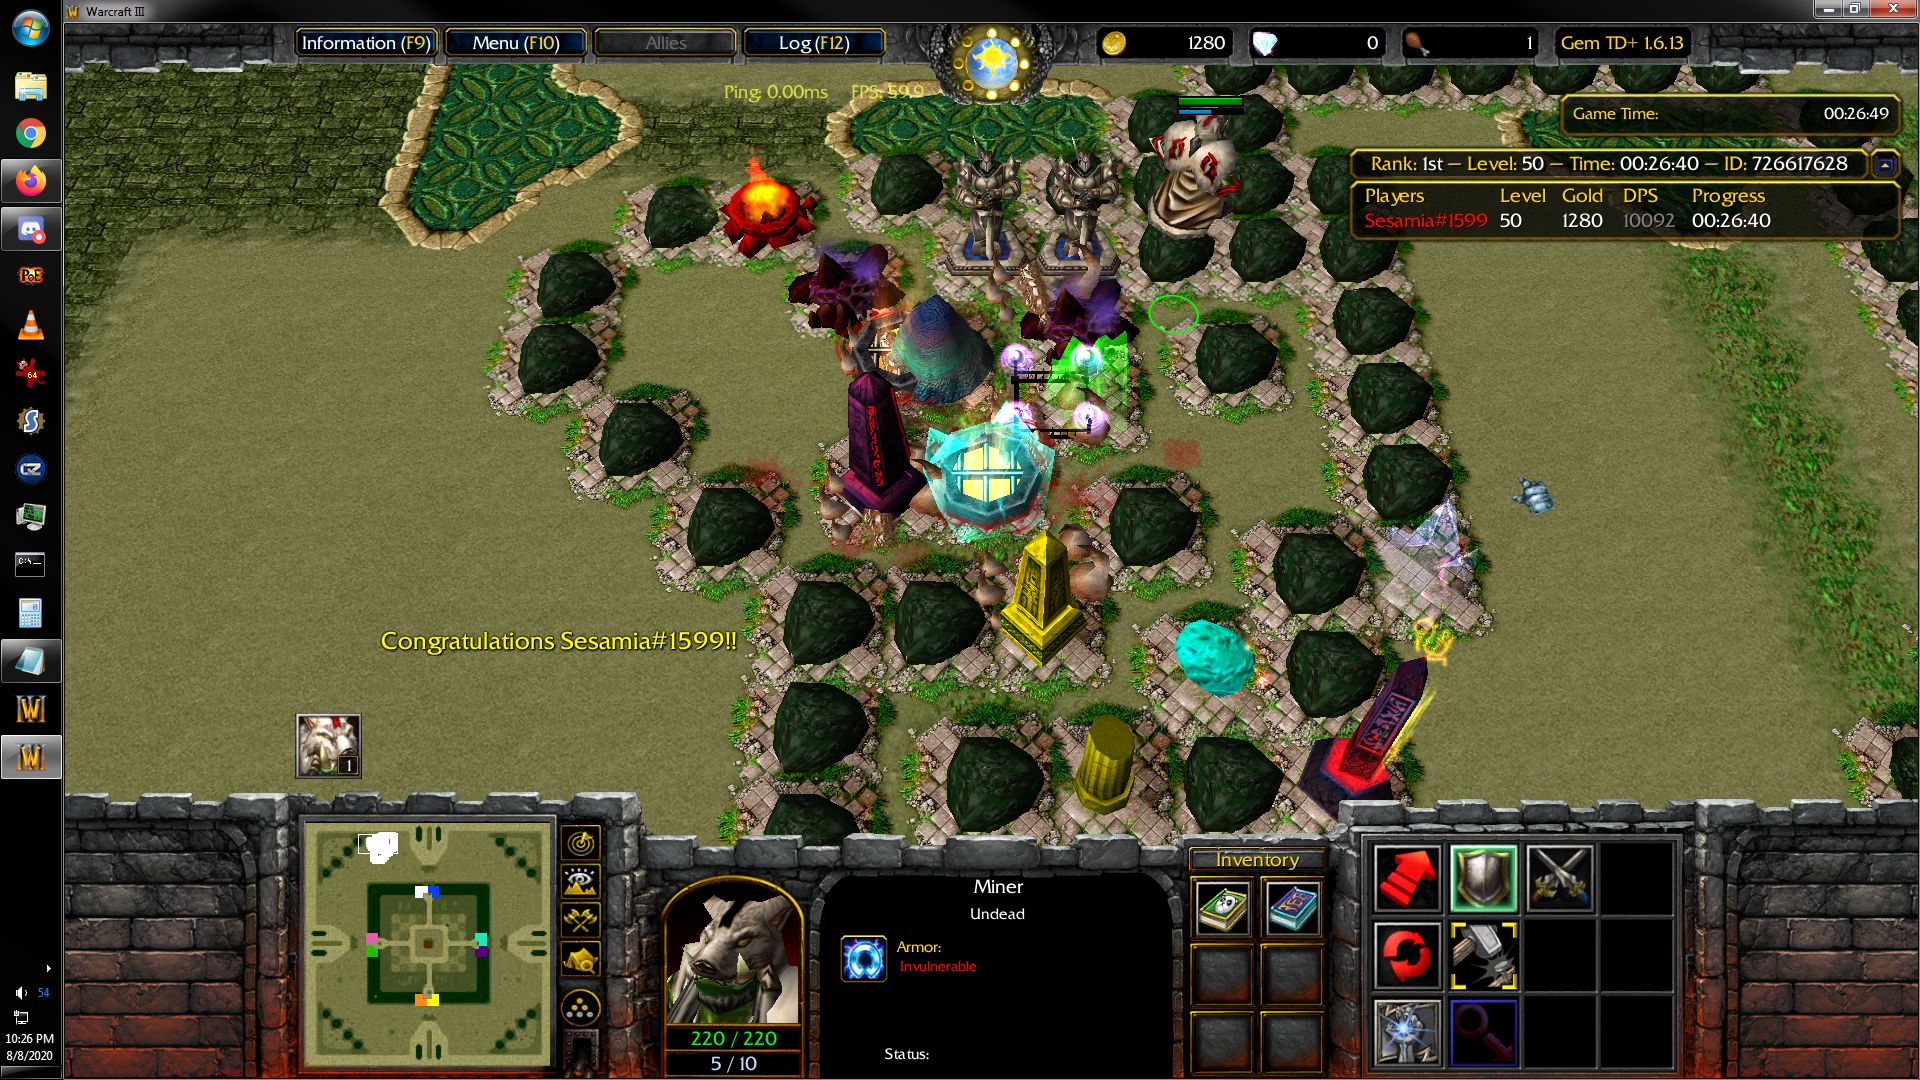 Warcraft III
Information (F9)
Menu (F10)
Allies
Log (F12)
1280
0
1
Gem TD+ 1.6.13
Ping: 0.00ms FPS: 59.9
Game Time: 00:26:49
Rank: 1st – Level: 50 – Time: 00:26:40 – ID: 726617628
Players Level Gold DPS Progress
Sesamia#1599 50 1280 10092 00:26:40
Congratulations Sesamia#1599!!
1
Miner
Undead
Armor:
Invulnerable
Status:
220 / 220
5 / 10
Inventory
PoE
64
C:\
54
10:26 PM
8/8/2020